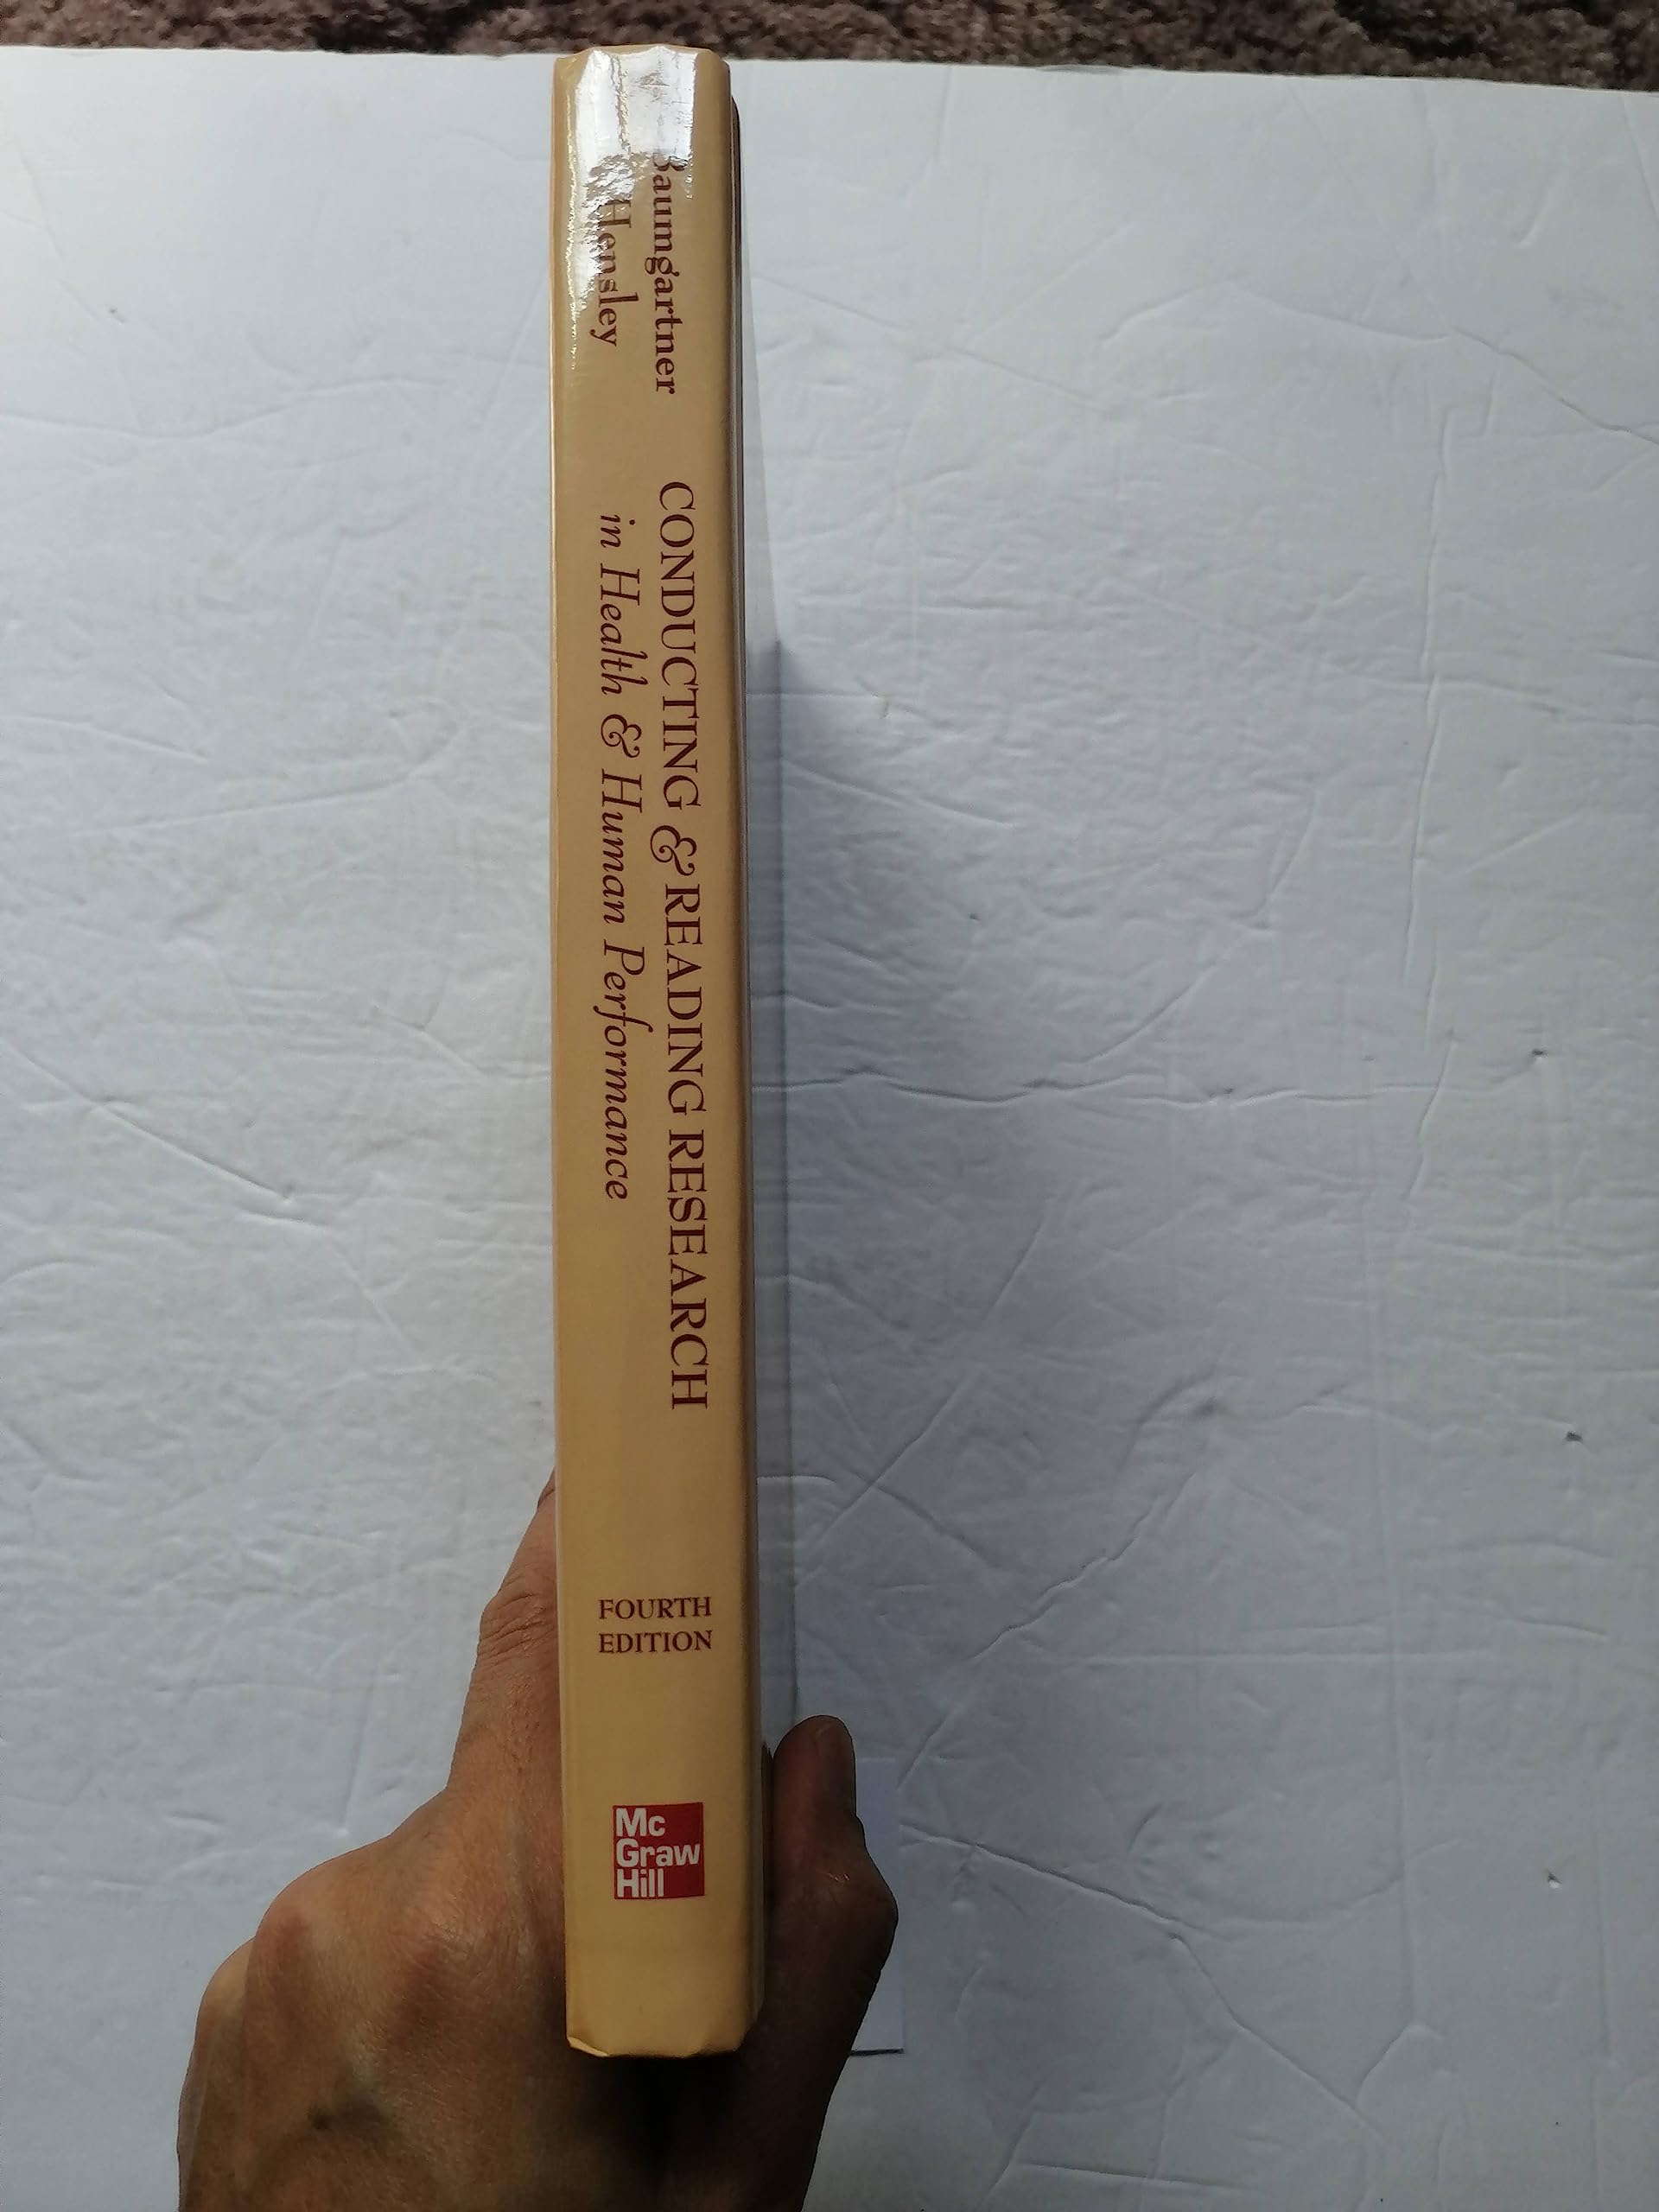 Baumgartner
Hensley
CONDUCTING & READING RESEARCH
in Health & Human Performance
FOURTH
EDITION
Mc
Graw
Hill